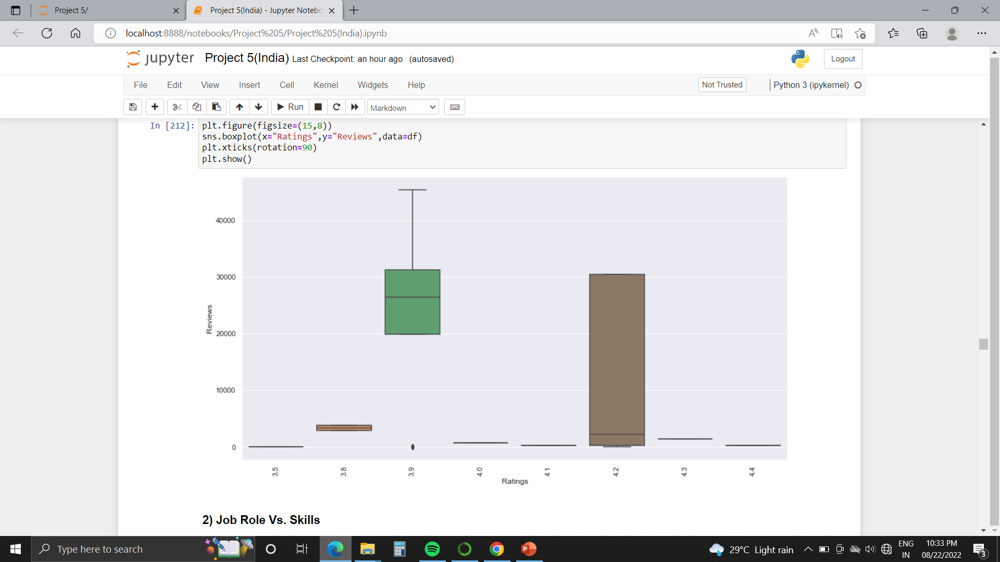 Project 5/
Project 5(India) - Jupyter Notebo
localhost:8888/notebooks/Project%205/Project%205(India).ipynb
jupyter Project 5(India) Last Checkpoint: an hour ago (autosaved)
Logout
File Edit View Insert Cell Kernel Widgets Help
Not Trusted
Python 3 (ipykernel)
Run
Markdown
In [212]: plt.figure(figsize=(15,8))
sns.boxplot(x="Ratings",y="Reviews",data=df)
plt.xticks(rotation=90)
plt.show()
40000
30000
20000
10000
0
Reviews
3.5 3.8 3.9 4.0 4.1 4.2 4.3 4.4
Ratings
2) Job Role Vs. Skills
Type here to search
29°C Light rain
ENG
IN
10:33 PM
08/22/2022
3